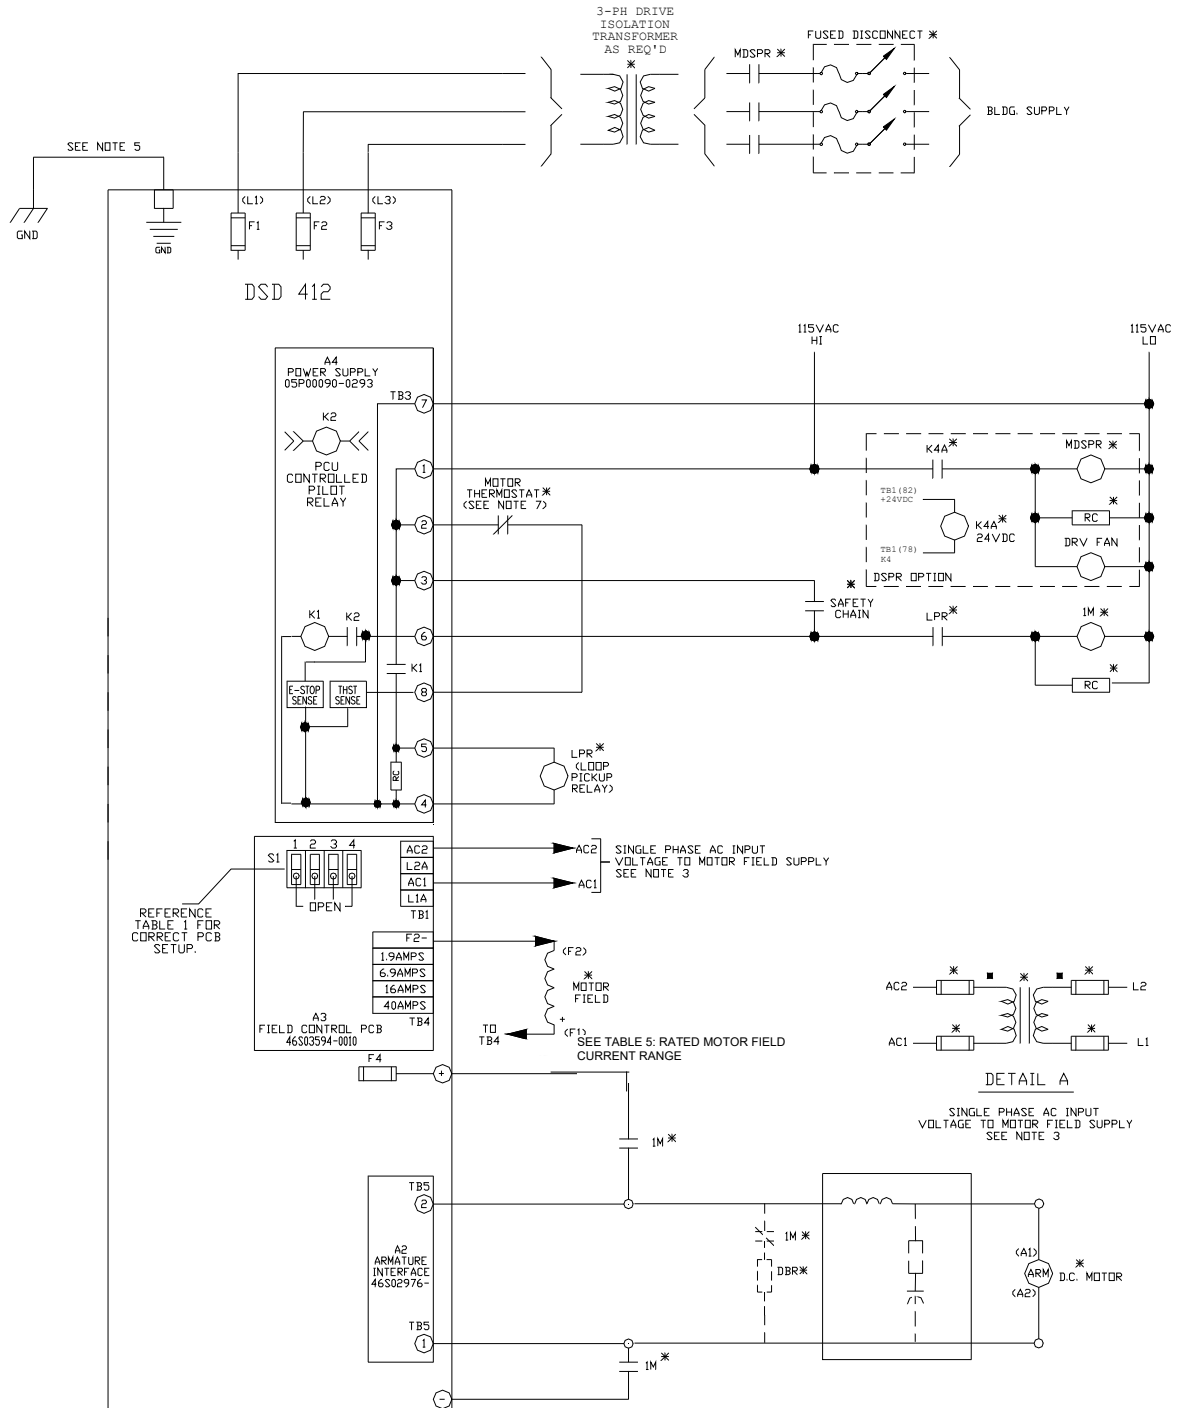 3-PH DRIVE
ISOLATION
TRANSFORMER
AS REQ'D
*
MDSPR *
FUSED DISCONNECT *
BLDG. SUPPLY
SEE NOTE 5
GND
GND
(L1)
(L2)
(L3)
F1
F2
F3
DSD 412
115VAC
HI
115VAC
LO
A4
POWER SUPPLY
05P00090-0293
TB3
7
K2
PCU
CONTROLLED
PILOT
RELAY
1
MOTOR
THERMOSTAT*
(SEE NOTE 7)
2
3
K4A*
MDSPR *
TB1(82)
+24VDC
K4A*
24VDC
TB1(78)
K4
*
RC
DRV FAN
DSPR OPTION
*
SAFETY
CHAIN
K1
K2
6
LPR*
1M *
*
RC
K1
E-STOP
SENSE
THST
SENSE
8
5
RC
4
LPR*
(LOOP
PICKUP
RELAY)
S1
1 2 3 4
OPEN
AC2
L2A
AC1
L1A
TB1
AC2
AC1
SINGLE PHASE AC INPUT
VOLTAGE TO MOTOR FIELD SUPPLY
SEE NOTE 3
REFERENCE
TABLE 1 FOR
CORRECT PCB
SETUP.
F2-
1.9AMPS
6.9AMPS
16AMPS
40AMPS
TB4
(F2)
*
MOTOR
FIELD
+
(F1)
TO
TB4
A3
FIELD CONTROL PCB
46S03594-0010
SEE TABLE 5: RATED MOTOR FIELD
CURRENT RANGE
F4
+
AC2
*
*
*
L2
AC1
*
*
L1
DETAIL A
SINGLE PHASE AC INPUT
VOLTAGE TO MOTOR FIELD SUPPLY
SEE NOTE 3
1M *
TB5
2
A2
ARMATURE
INTERFACE
46S02976-
TB5
1
1M *
DBR*
(A1)
ARM
(A2)
*
D.C. MOTOR
1M *
-